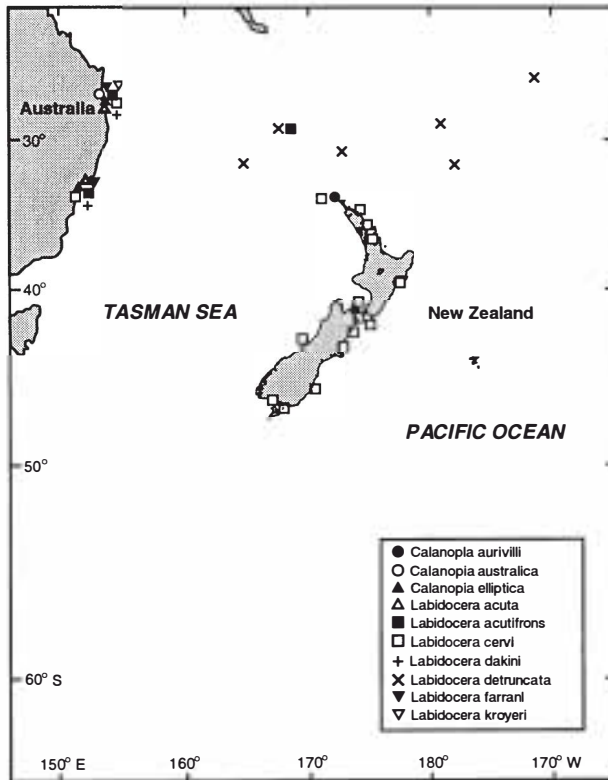 Australia
30°
40°
TASMAN SEA
New Zealand
PACIFIC OCEAN
50°
Calanopla aurivilli
Calanopia australica
Calanopia elliptica
Labidocera acuta
Labidocera acutifrons
Labidocera cervi
Labidocera dakini
Labidocera detruncata
Labidocera farranl
Labidocera kroyeri
60° S
150° E 160° 170° 180° 170° W